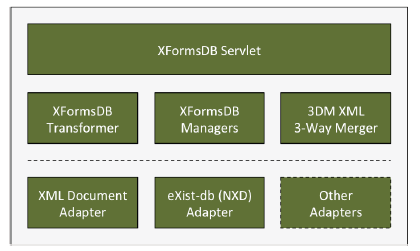 XFormsDB Servlet
XFormsDB
Transformer
XFormsDB
Managers
3DM XML
3-Way Merger
XML Document
Adapter
eXist-db (NXD)
Adapter
Other
Adapters